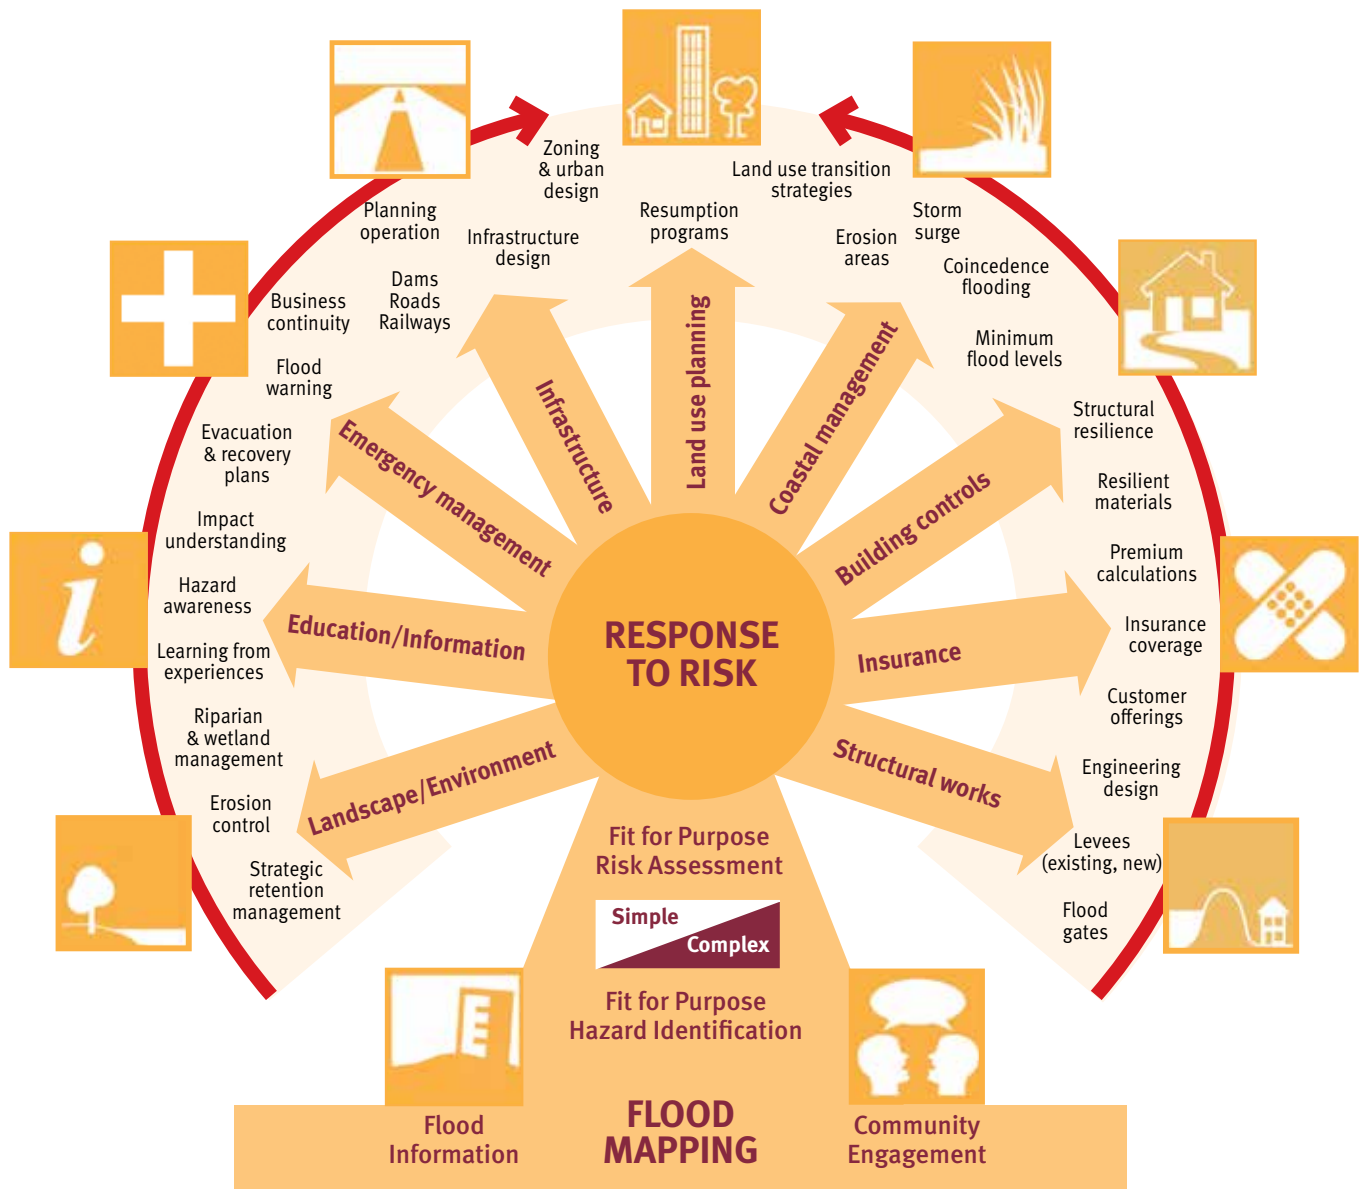 Zoning
& urban
design
Land use transition
strategies
Planning
operation
Infrastructure
design
Resumption
programs
Erosion
areas
Storm
surge
Coincedence
flooding
Dams
Roads
Railways
Business
continuity
Minimum
flood levels
Flood
warning
Evacuation
& recovery
plans
Structural
resilience
Resilient
materials
Impact
understanding
Premium
calculations
Hazard
awareness
Insurance
coverage
Learning from
experiences
Customer
offerings
Riparian
& wetland
management
Engineering
design
Erosion
control
Levees
(existing, new)
Strategic
retention
management
Flood
gates
Landscape/Environment
Education/Information
Emergency management
Infrastructure
Land use planning
Coastal management
Building controls
Insurance
Structural works
RESPONSE
TO RISK
Fit for Purpose
Risk Assessment
Simple
Complex
Fit for Purpose
Hazard Identification
FLOOD
MAPPING
Flood
Information
Community
Engagement
i